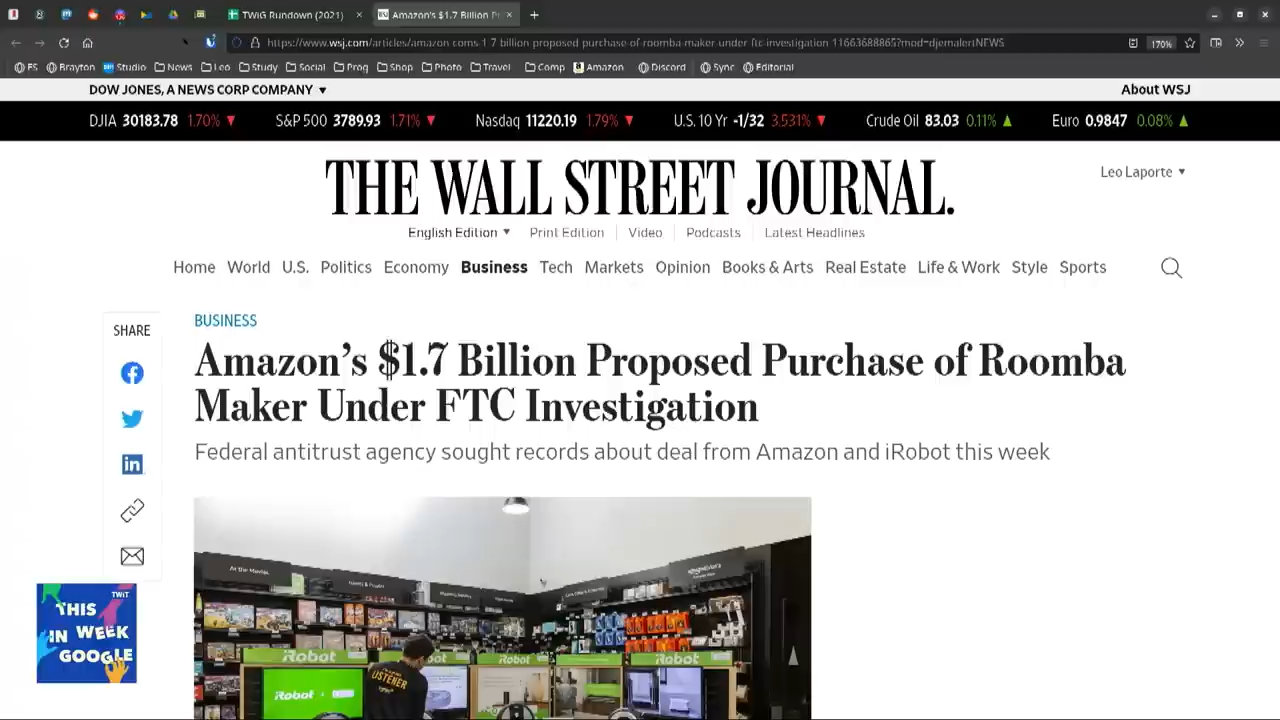 TWiG Rundown (2021)
Amazon's $1.7 Billion P
https://www.wsj.com/articles/amazon-coms-1-7-billion-proposed-purchase-of-roomba-maker-under-ftc-investigation-11663688865?mod=djemalertNEWS
170%
ES Brayton Studio News Leo Study Social Prog Shop Photo Travel Comp Amazon Discord Sync Editorial
DOW JONES, A NEWS CORP COMPANY
About WSJ
DJIA 30183.78 1.70% S&P 500 3789.93 1.71% Nasdaq 11220.19 1.79% U.S. 10 Yr -1/32 3.531% Crude Oil 83.03 0.11% Euro 0.9847 0.08%
THE WALL STREET JOURNAL.
Leo Laporte
English Edition Print Edition Video Podcasts Latest Headlines
Home World U.S. Politics Economy Business Tech Markets Opinion Books & Arts Real Estate Life & Work Style Sports
SHARE
BUSINESS
Amazon's $1.7 Billion Proposed Purchase of Roomba
Maker Under FTC Investigation
Federal antitrust agency sought records about deal from Amazon and iRobot this week
TWiT
THIS
IN WEEK
GOOGLE
iRobot
Robot
Robot
Robot
iRobot
LISTENER